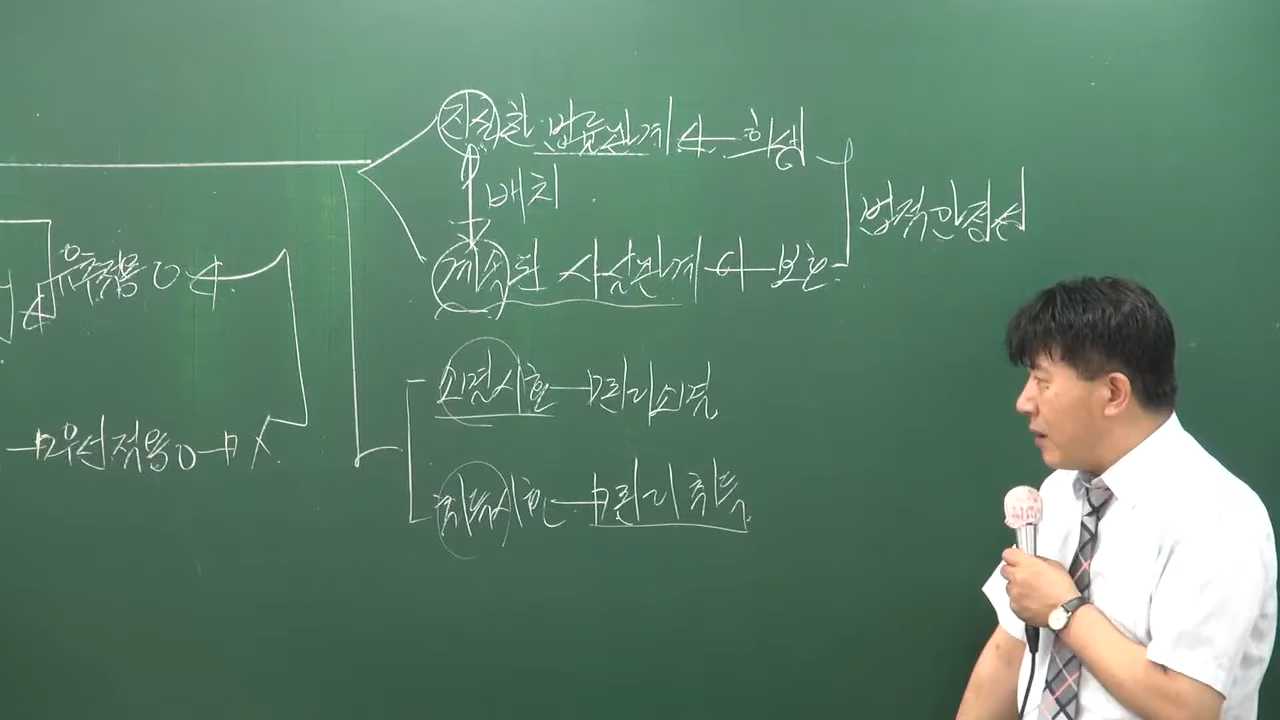 진실한 법률관계 희생
배치
법적안정성
계속된 사실관계 보호
유추적용 O
소멸시효 권리소멸
우선적용 O X
취득시효 권리취득